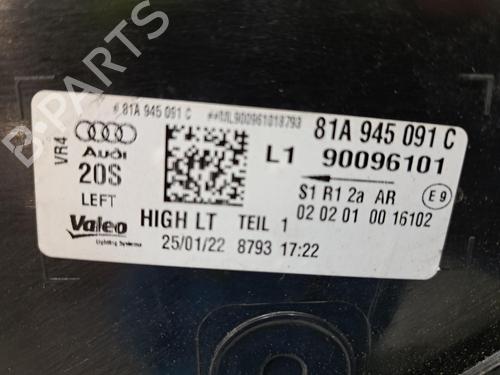 B-PARTS
81A 945 091 C
##ML900961018793
VR4
Audi
20S
LEFT
Valeo
Lighting Systems
81A 945 091 C
L1 90096101
S1 R1 2a AR
02 02 01 00 16102
E 9
HIGH LT TEIL 1
25/01/22 8793 17:22